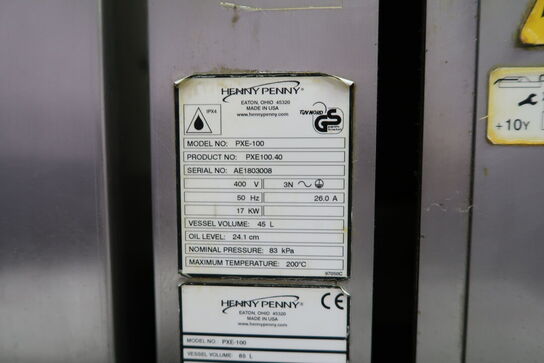 HENNY PENNY®
EATON, OHIO 45320
MADE IN USA
www.hennypenny.com
IPX4
TÜV NORD
GS
MODEL NO: PXE-100
PRODUCT NO: PXE100.40
SERIAL NO: AE1803008
400 V 3N
50 Hz 26.0 A
17 KW
VESSEL VOLUME: 45 L
OIL LEVEL: 24.1 cm
NOMINAL PRESSURE: 83 kPa
MAXIMUM TEMPERATURE: 200°C
97050C
HENNY PENNY®
EATON, OHIO 45320
MADE IN USA
www.hennypenny.com
CE
MODEL NO: PXE-100
VESSEL VOLUME: 85 L
+10Y